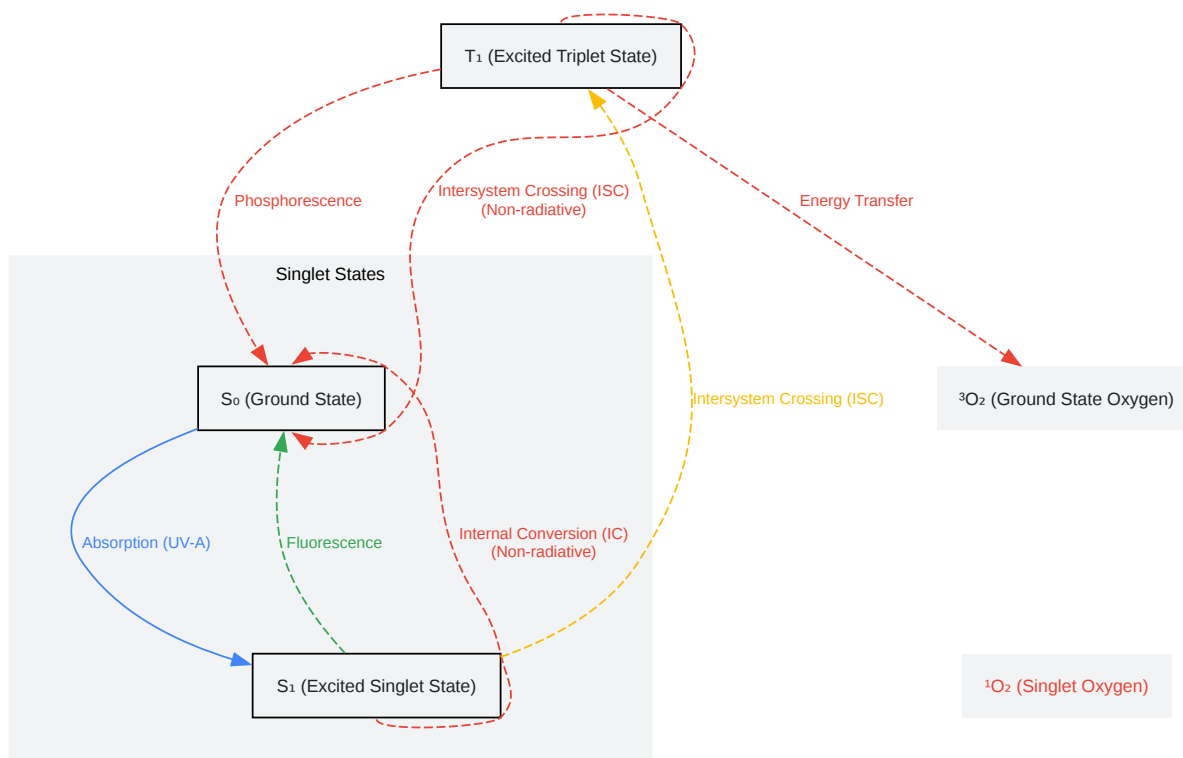 T₁ (Excited Triplet State)
Phosphorescence
Intersystem Crossing (ISC)
(Non-radiative)
Energy Transfer
Singlet States
S₀ (Ground State)
Intersystem Crossing (ISC)
³O₂ (Ground State Oxygen)
Absorption (UV-A)
Fluorescence
Internal Conversion (IC)
(Non-radiative)
S₁ (Excited Singlet State)
¹O₂ (Singlet Oxygen)